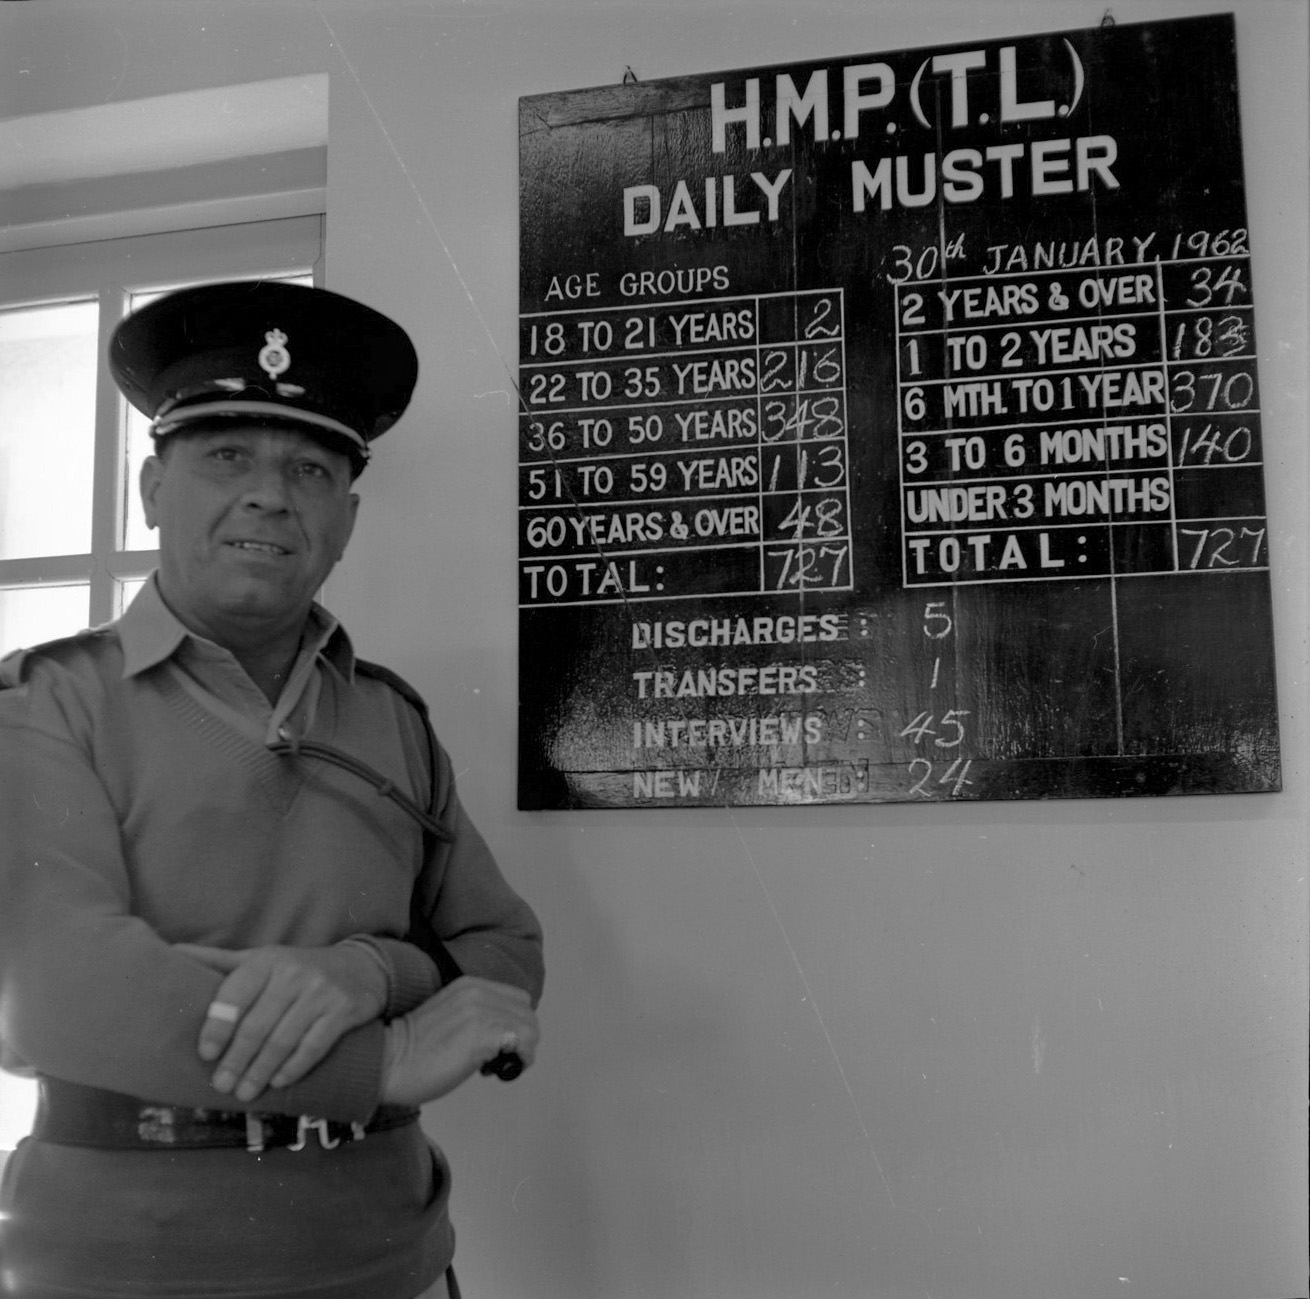 H.M.P.(T.L.)
DAILY MUSTER
30th JANUARY, 1962
AGE GROUPS
18 TO 21 YEARS 2
22 TO 35 YEARS 216
36 TO 50 YEARS 348
51 TO 59 YEARS 113
60 YEARS & OVER 48
TOTAL: 727
2 YEARS & OVER 34
1 TO 2 YEARS 183
6 MTH. TO 1 YEAR 370
3 TO 6 MONTHS 140
UNDER 3 MONTHS
TOTAL: 727
DISCHARGES : 5
TRANSFERS : 1
INTERVIEWS : 45
NEW MEN : 24